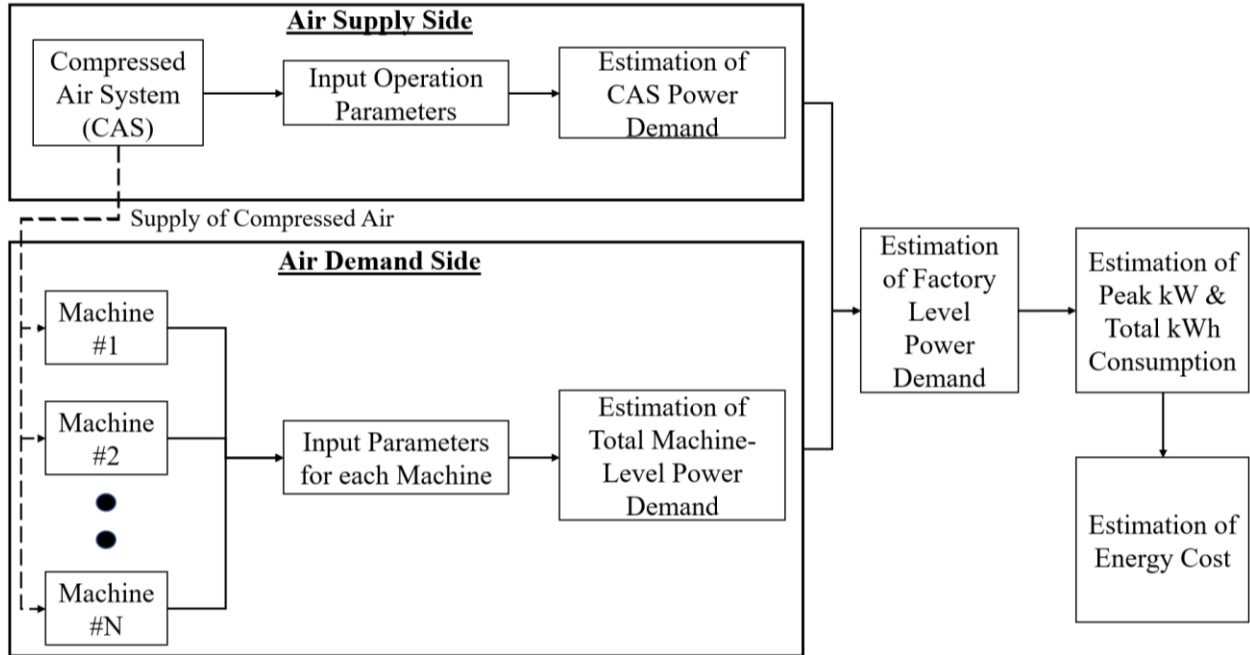 Air Supply Side
Compressed
Air System
(CAS)
Input Operation
Parameters
Estimation of
CAS Power
Demand
Supply of Compressed Air
Air Demand Side
Machine
#1
Machine
#2
Machine
#N
Input Parameters
for each Machine
Estimation of
Total Machine-
Level Power
Demand
Estimation
of Factory
Level
Power
Demand
Estimation of
Peak kW &
Total kWh
Consumption
Estimation of
Energy Cost